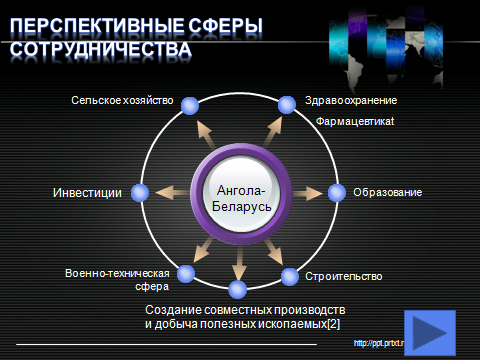 ПЕРСПЕКТИВНЫЕ СФЕРЫ
СОТРУДНИЧЕСТВА
Сельское хозяйство
Здравоохранение
Фармацевтикаt
Инвестиции
Ангола-
Беларусь
Образование
Военно-техническая
сфера
Строительство
Создание совместных производств
и добыча полезных ископаемых[2]